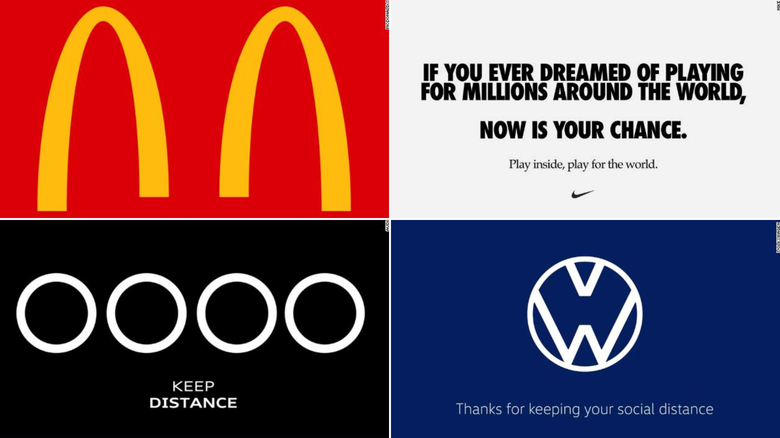 IF YOU EVER DREAMED OF PLAYING
FOR MILLIONS AROUND THE WORLD,
NOW IS YOUR CHANCE.
Play inside, play for the world.
KEEP
DISTANCE
Thanks for keeping your social distance